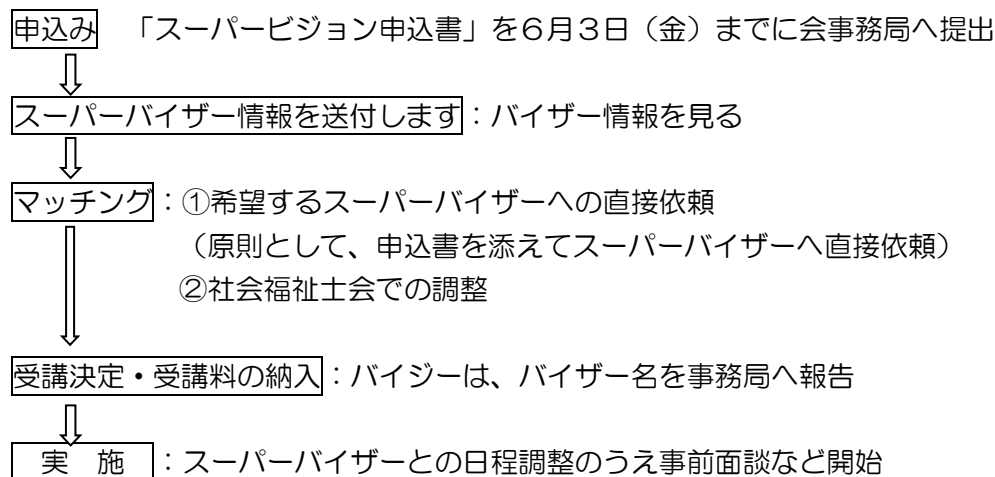 申込み　「スーパービジョン申込書」を６月３日（金）までに会事務局へ提出
スーパーバイザー情報を送付します：バイザー情報を見る
マッチング：①希望するスーパーバイザーへの直接依頼
（原則として、申込書を添えてスーパーバイザーへ直接依頼）
②社会福祉士会での調整
受講決定・受講料の納入：バイジーは、バイザー名を事務局へ報告
実　施　：スーパーバイザーとの日程調整のうえ事前面談など開始